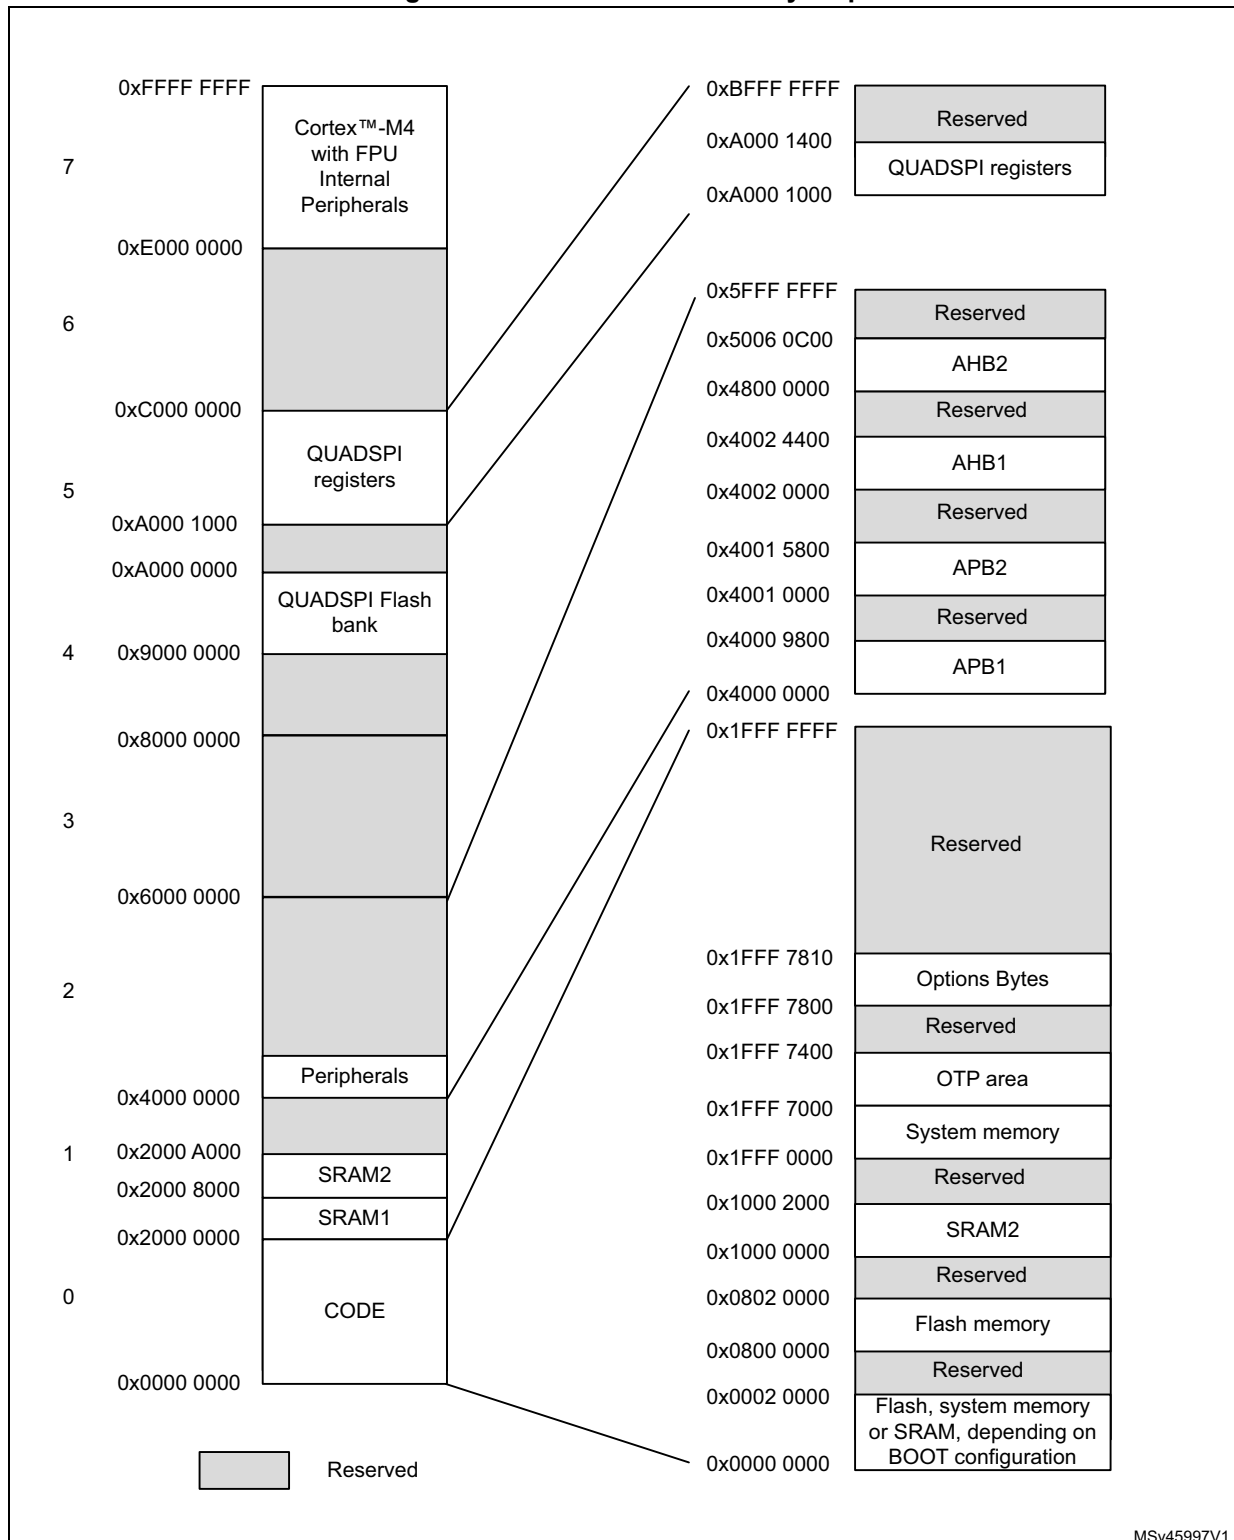 0xFFFF FFFF
Cortex™-M4
with FPU
Internal
Peripherals
7
0xE000 0000
6
0xC000 0000
QUADSPI
registers
5
0xA000 1000
0xA000 0000
QUADSPI Flash
bank
4
0x9000 0000
0x8000 0000
3
0x6000 0000
2
Peripherals
0x4000 0000
1
0x2000 A000
SRAM2
0x2000 8000
SRAM1
0x2000 0000
0
CODE
0x0000 0000
Reserved
0xBFFF FFFF
Reserved
0xA000 1400
QUADSPI registers
0xA000 1000
0x5FFF FFFF
Reserved
0x5006 0C00
AHB2
0x4800 0000
Reserved
0x4002 4400
AHB1
0x4002 0000
Reserved
0x4001 5800
APB2
0x4001 0000
Reserved
0x4000 9800
APB1
0x4000 0000
0x1FFF FFFF
Reserved
0x1FFF 7810
Options Bytes
0x1FFF 7800
Reserved
0x1FFF 7400
OTP area
0x1FFF 7000
System memory
0x1FFF 0000
Reserved
0x1000 2000
SRAM2
0x1000 0000
Reserved
0x0802 0000
Flash memory
0x0800 0000
Reserved
0x0002 0000
Flash, system memory
or SRAM, depending on
BOOT configuration
0x0000 0000
MSv45997V1